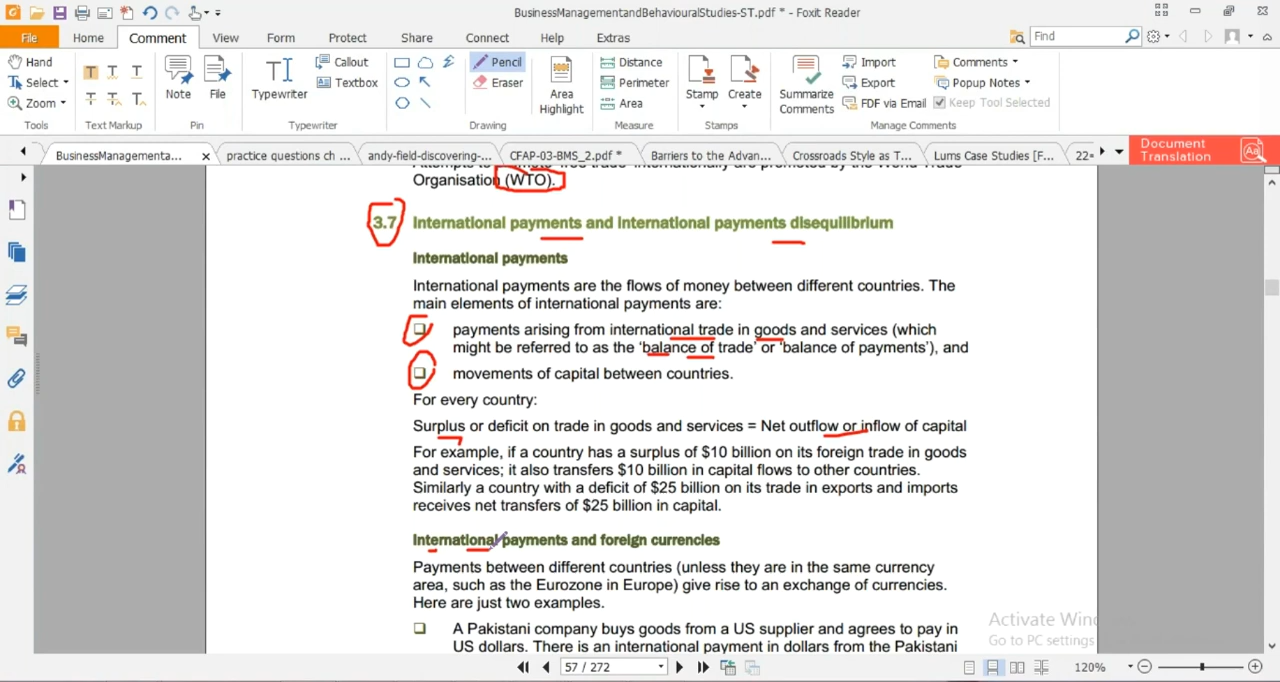 BusinessManagementandBehaviouralStudies-ST.pdf * - Foxit Reader
File Home Comment View Form Protect Share Connect Help Extras
Find
Hand
Select
Zoom
Tools
T T T
T T T
Text Markup
Note File
Pin
Typewriter
Callout
Textbox
Typewriter
Pencil
Eraser
Drawing
Area
Highlight
Distance
Perimeter
Area
Measure
Stamp Create
Stamps
Summarize
Comments
Import
Export
FDF via Email
Comments
Popup Notes
Keep Tool Selected
Manage Comments
BusinessManagementa... practice questions ch ... andy-field-discovering-... CFAP-03-BMS_2.pdf * Barriers to the Advan... Crossroads Style as T... Lums Case Studies [F... 22=
Document
Translation
Organisation (WTO).
3.7 International payments and international payments disequilibrium
International payments
International payments are the flows of money between different countries. The
main elements of international payments are:
payments arising from international trade in goods and services (which
might be referred to as the ‘balance of trade’ or ‘balance of payments’), and
movements of capital between countries.
For every country:
Surplus or deficit on trade in goods and services = Net outflow or inflow of capital
For example, if a country has a surplus of $10 billion on its foreign trade in goods
and services; it also transfers $10 billion in capital flows to other countries.
Similarly a country with a deficit of $25 billion on its trade in exports and imports
receives net transfers of $25 billion in capital.
International payments and foreign currencies
Payments between different countries (unless they are in the same currency
area, such as the Eurozone in Europe) give rise to an exchange of currencies.
Here are just two examples.
A Pakistani company buys goods from a US supplier and agrees to pay in
US dollars. There is an international payment in dollars from the Pakistani
Activate Win
Go to PC settings
57 / 272
120%